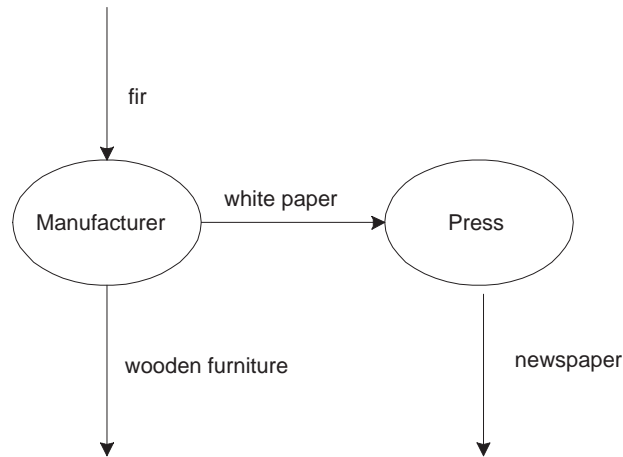 fir
white paper
Manufacturer
Press
wooden furniture
newspaper